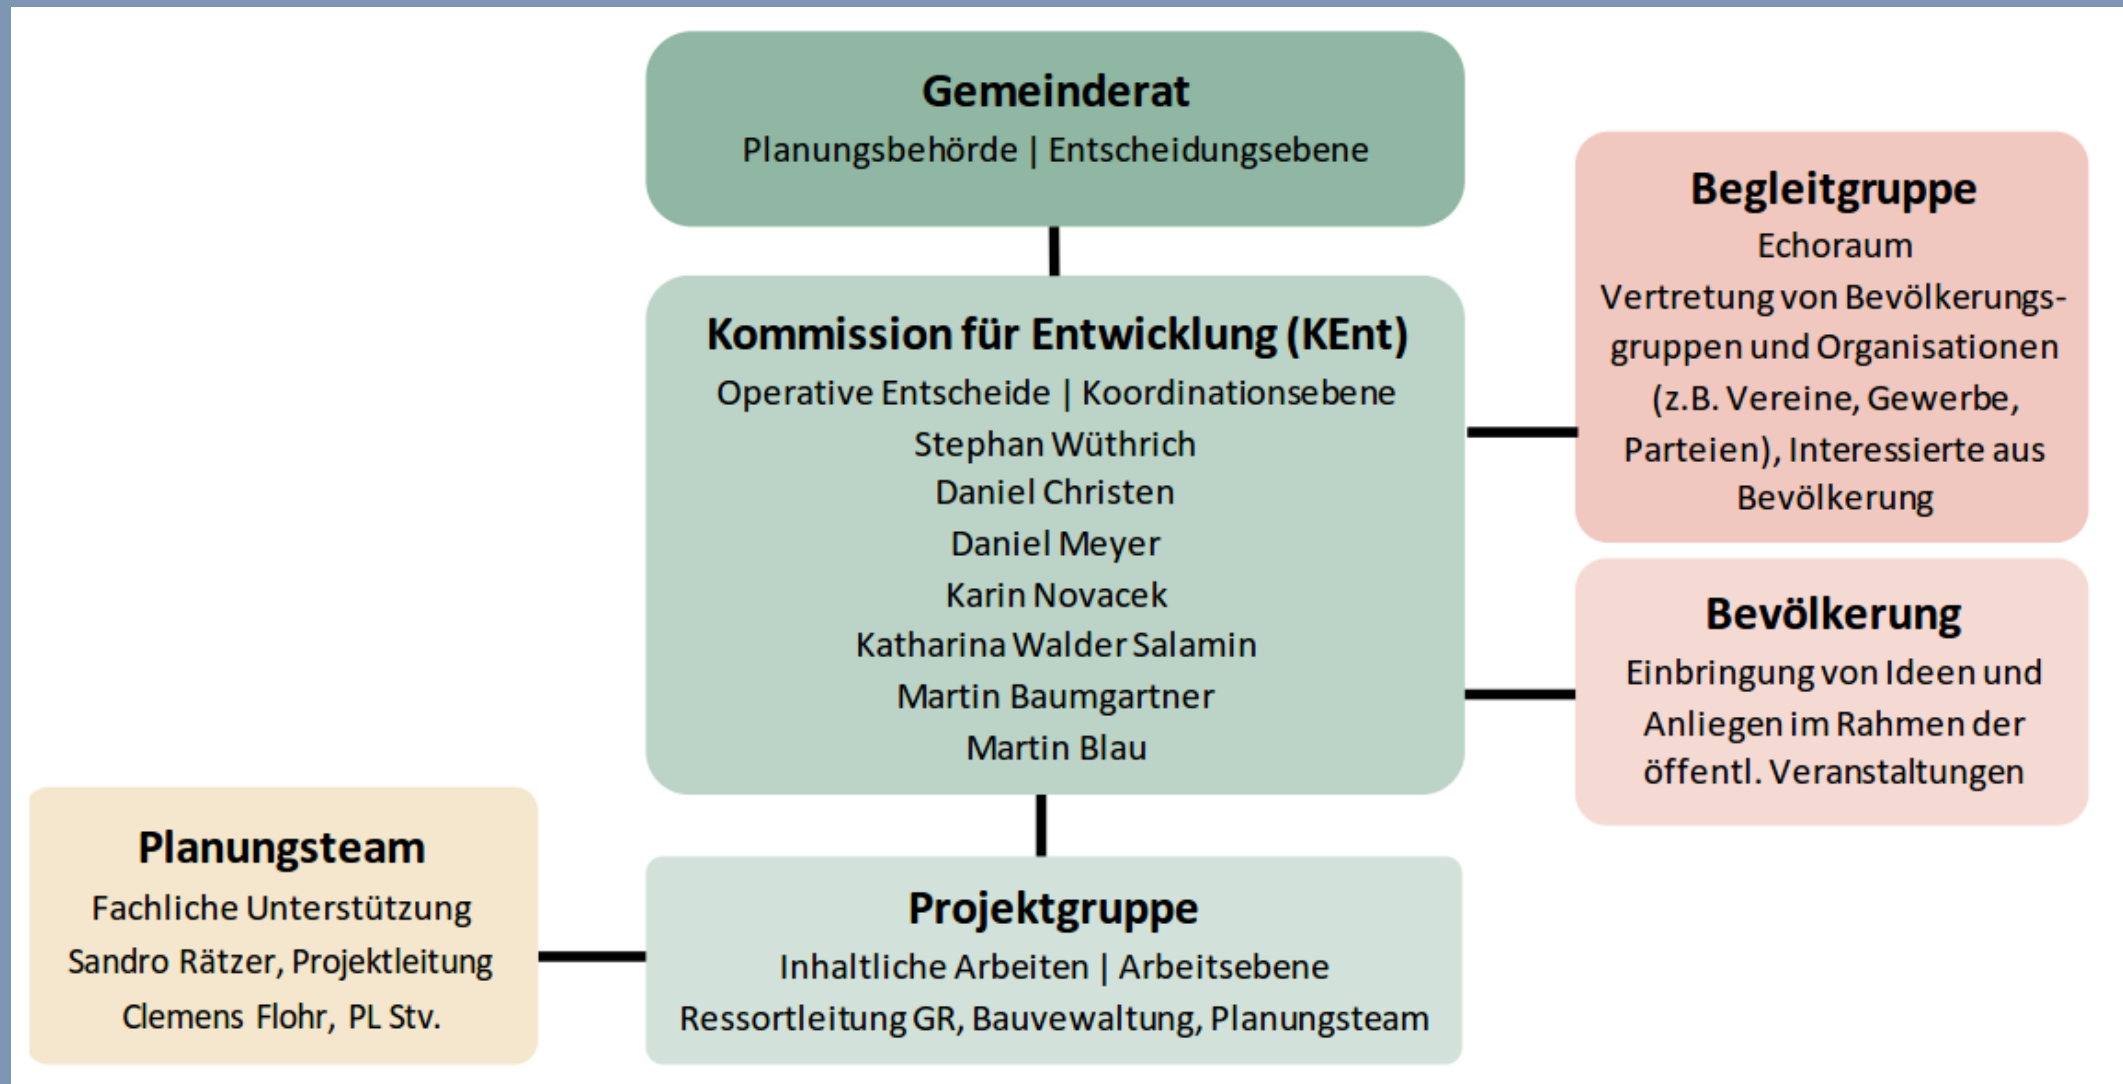 Gemeinderat
Planungsbehörde | Entscheidungsebene
Kommission für Entwicklung (KEnt)
Operative Entscheide | Koordinationsebene
Stephan Wüthrich
Daniel Christen
Daniel Meyer
Karin Novacek
Katharina Walder Salamin
Martin Baumgartner
Martin Blau
Begleitgruppe
Echoraum
Vertretung von Bevölkerungs-
gruppen und Organisationen
(z.B. Vereine, Gewerbe,
Parteien), Interessierte aus
Bevölkerung
Bevölkerung
Einbringung von Ideen und
Anliegen im Rahmen der
öffentl. Veranstaltungen
Planungsteam
Fachliche Unterstützung
Sandro Rätzer, Projektleitung
Clemens Flohr, PL Stv.
Projektgruppe
Inhaltliche Arbeiten | Arbeitsebene
Ressortleitung GR, Bauvewaltung, Planungsteam